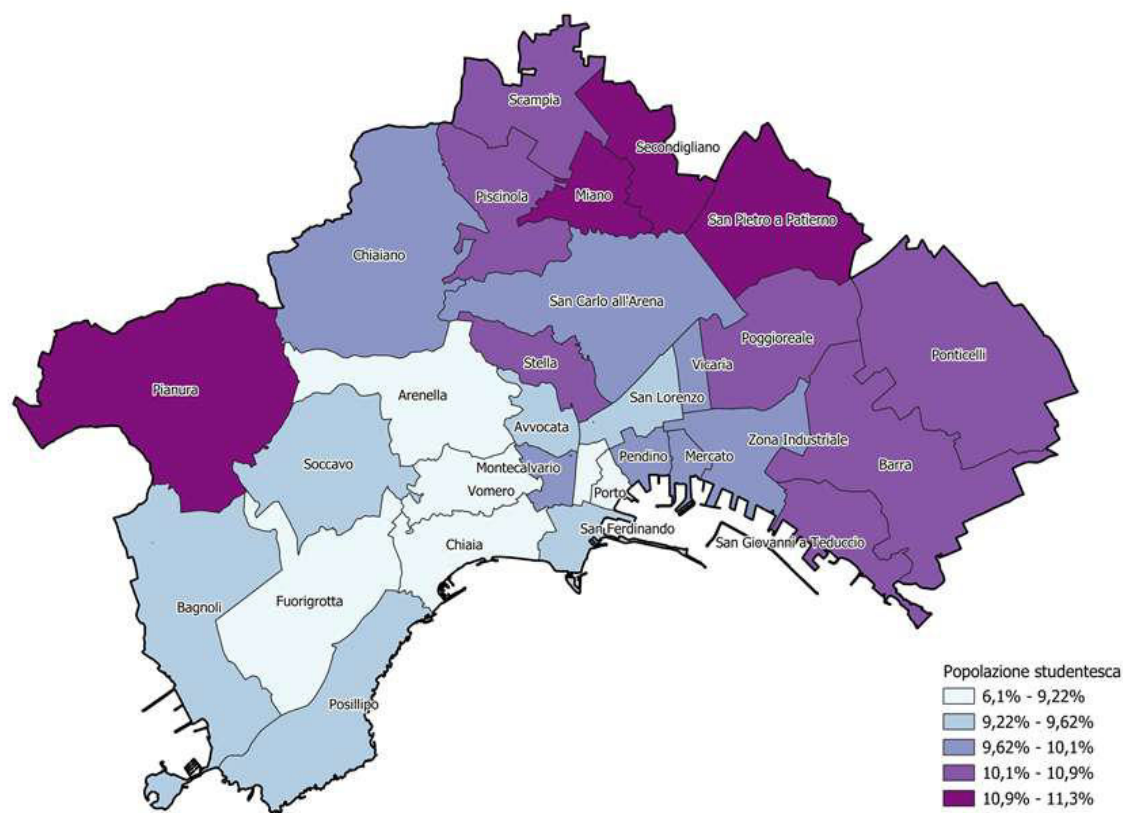 Scampia
Secondigliano
Piscinola
Miano
San Pietro a Patierno
Chiaiano
San Carlo all'Arena
Poggioreale
Ponticelli
Stella
Vicaria
Pianura
Arenella
San Lorenzo
Avvocata
Zona Industriale
Soccavo
Montecalvario
Pendino
Mercato
Barra
Vomero
Porto
San Ferdinando
Chiaia
San Giovanni a Teduccio
Bagnoli
Fuorigrotta
Posillipo
Popolazione studentesca
6,1% - 9,22%
9,22% - 9,62%
9,62% - 10,1%
10,1% - 10,9%
10,9% - 11,3%